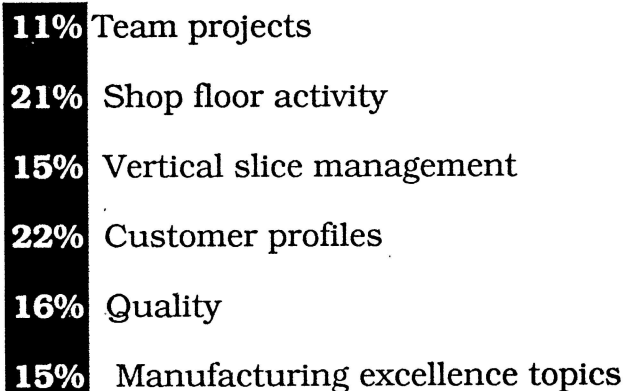 11% Team projects
21% Shop floor activity
15% Vertical slice management
22% Customer profiles
16% Quality
15% Manufacturing excellence topics